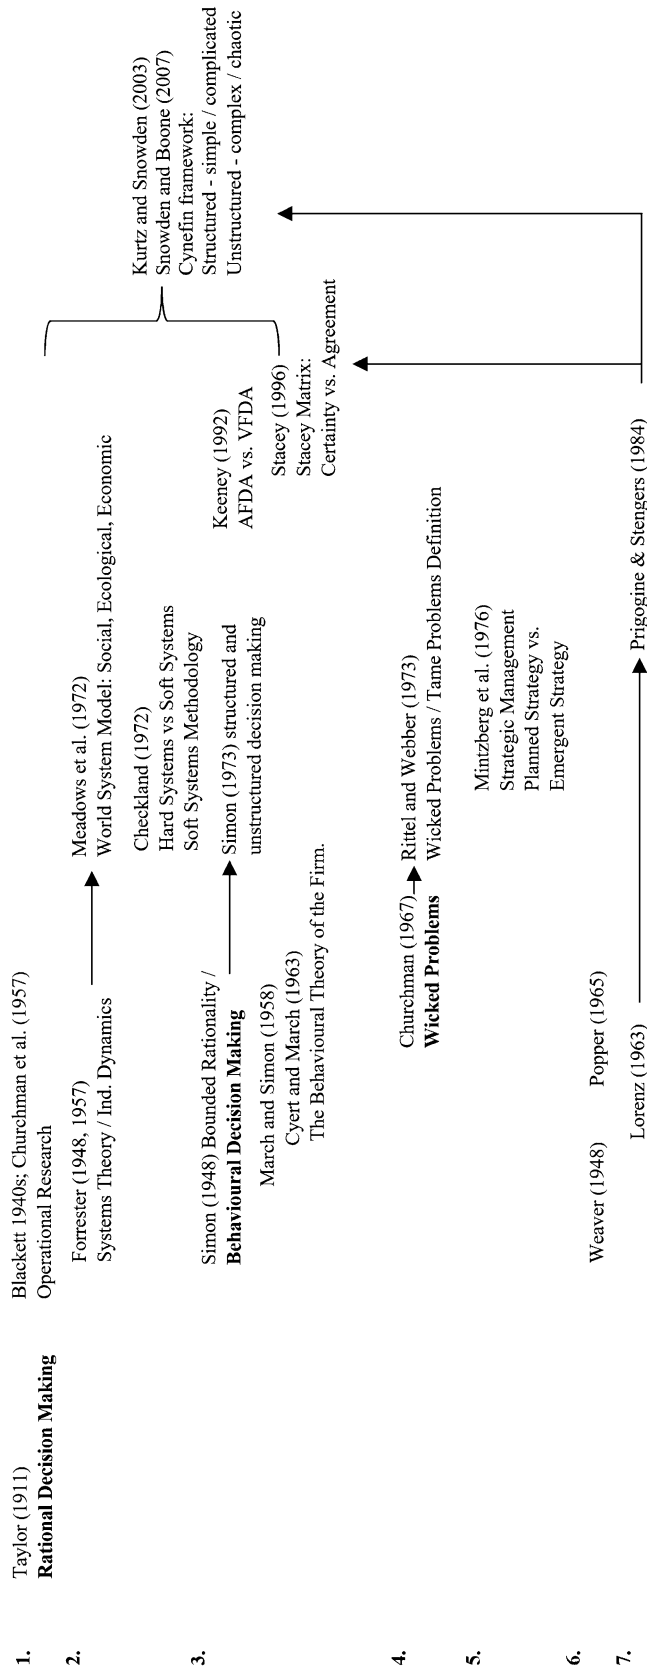 1.
Taylor (1911)
Rational Decision Making
Blackett 1940s; Churchman et al. (1957)
Operational Research
2.
Forrester (1948, 1957)
Systems Theory / Ind. Dynamics
Meadows et al. (1972)
World System Model: Social, Ecological, Economic
Checkland (1972)
Hard Systems vs Soft Systems
Soft Systems Methodology
3.
Simon (1948) Bounded Rationality /
Behavioural Decision Making
March and Simon (1958)
Cyert and March (1963)
The Behavioural Theory of the Firm.
Simon (1973) structured and
unstructured decision making
Keeney (1992)
AFDA vs. VFDA
Stacey (1996)
Stacey Matrix:
Certainty vs. Agreement
Kurtz and Snowden (2003)
Snowden and Boone (2007)
Cynefin framework:
Structured - simple / complicated
Unstructured - complex / chaotic
4.
Churchman (1967)
Wicked Problems
Rittel and Webber (1973)
Wicked Problems / Tame Problems Definition
5.
Mintzberg et al. (1976)
Strategic Management
Planned Strategy vs.
Emergent Strategy
6.
Weaver (1948)
Popper (1965)
7.
Lorenz (1963)
Prigogine & Stengers (1984)